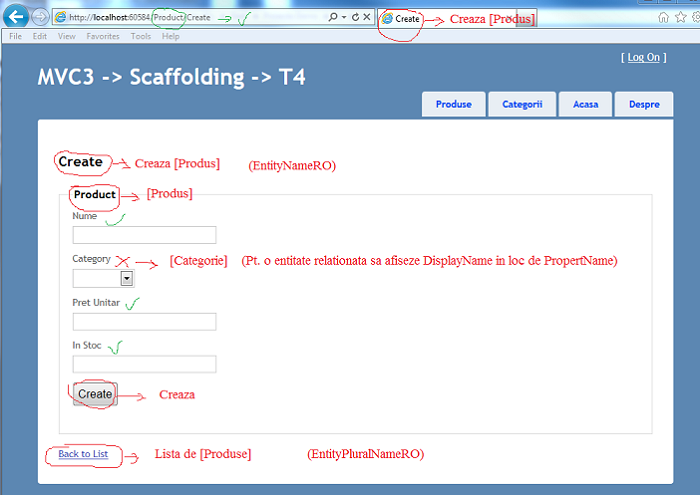 http://localhost:60584/Product/Create
Create
Creaza [Produs]
File Edit View Favorites Tools Help
[ Log On ]
MVC3 -> Scaffolding -> T4
Produse Categorii Acasa Despre
Create Creaza [Produs] (EntityNameRO)
Product [Produs]
Nume
Category [Categorie] (Pt. o entitate relationata sa afiseze DisplayName in loc de PropertName)
Pret Unitar
In Stoc
Create Creaza
Back to List Lista de [Produse] (EntityPluralNameRO)